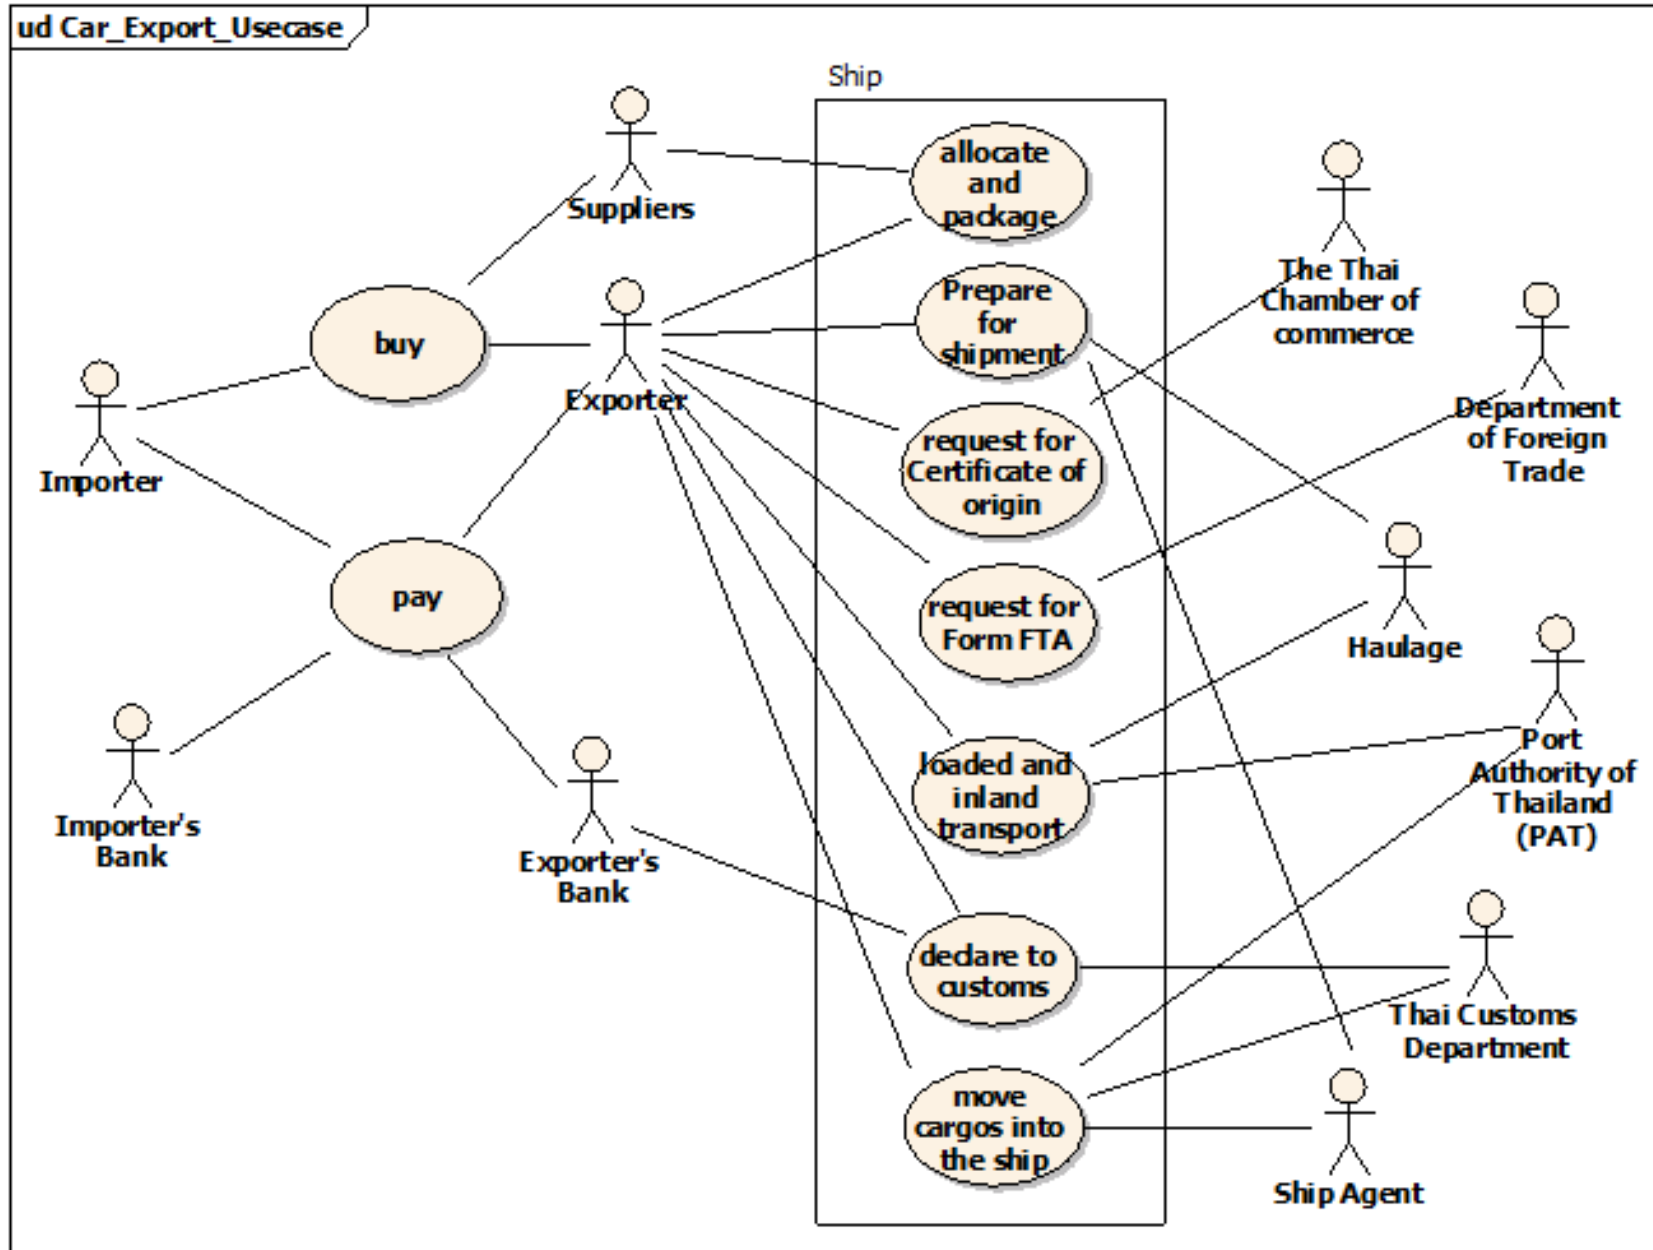 ud Car_Export_Usecase
Ship
Suppliers
allocate
and
package
The Thai
Chamber of
commerce
buy
Exporter
Prepare
for
shipment
Department
of Foreign
Trade
Importer
request for
Certificate of
origin
pay
request for
Form FTA
Haulage
Importer's
Bank
Exporter's
Bank
loaded and
inland
transport
Port
Authority of
Thailand
(PAT)
declare to
customs
Thai Customs
Department
move
cargos into
the ship
Ship Agent